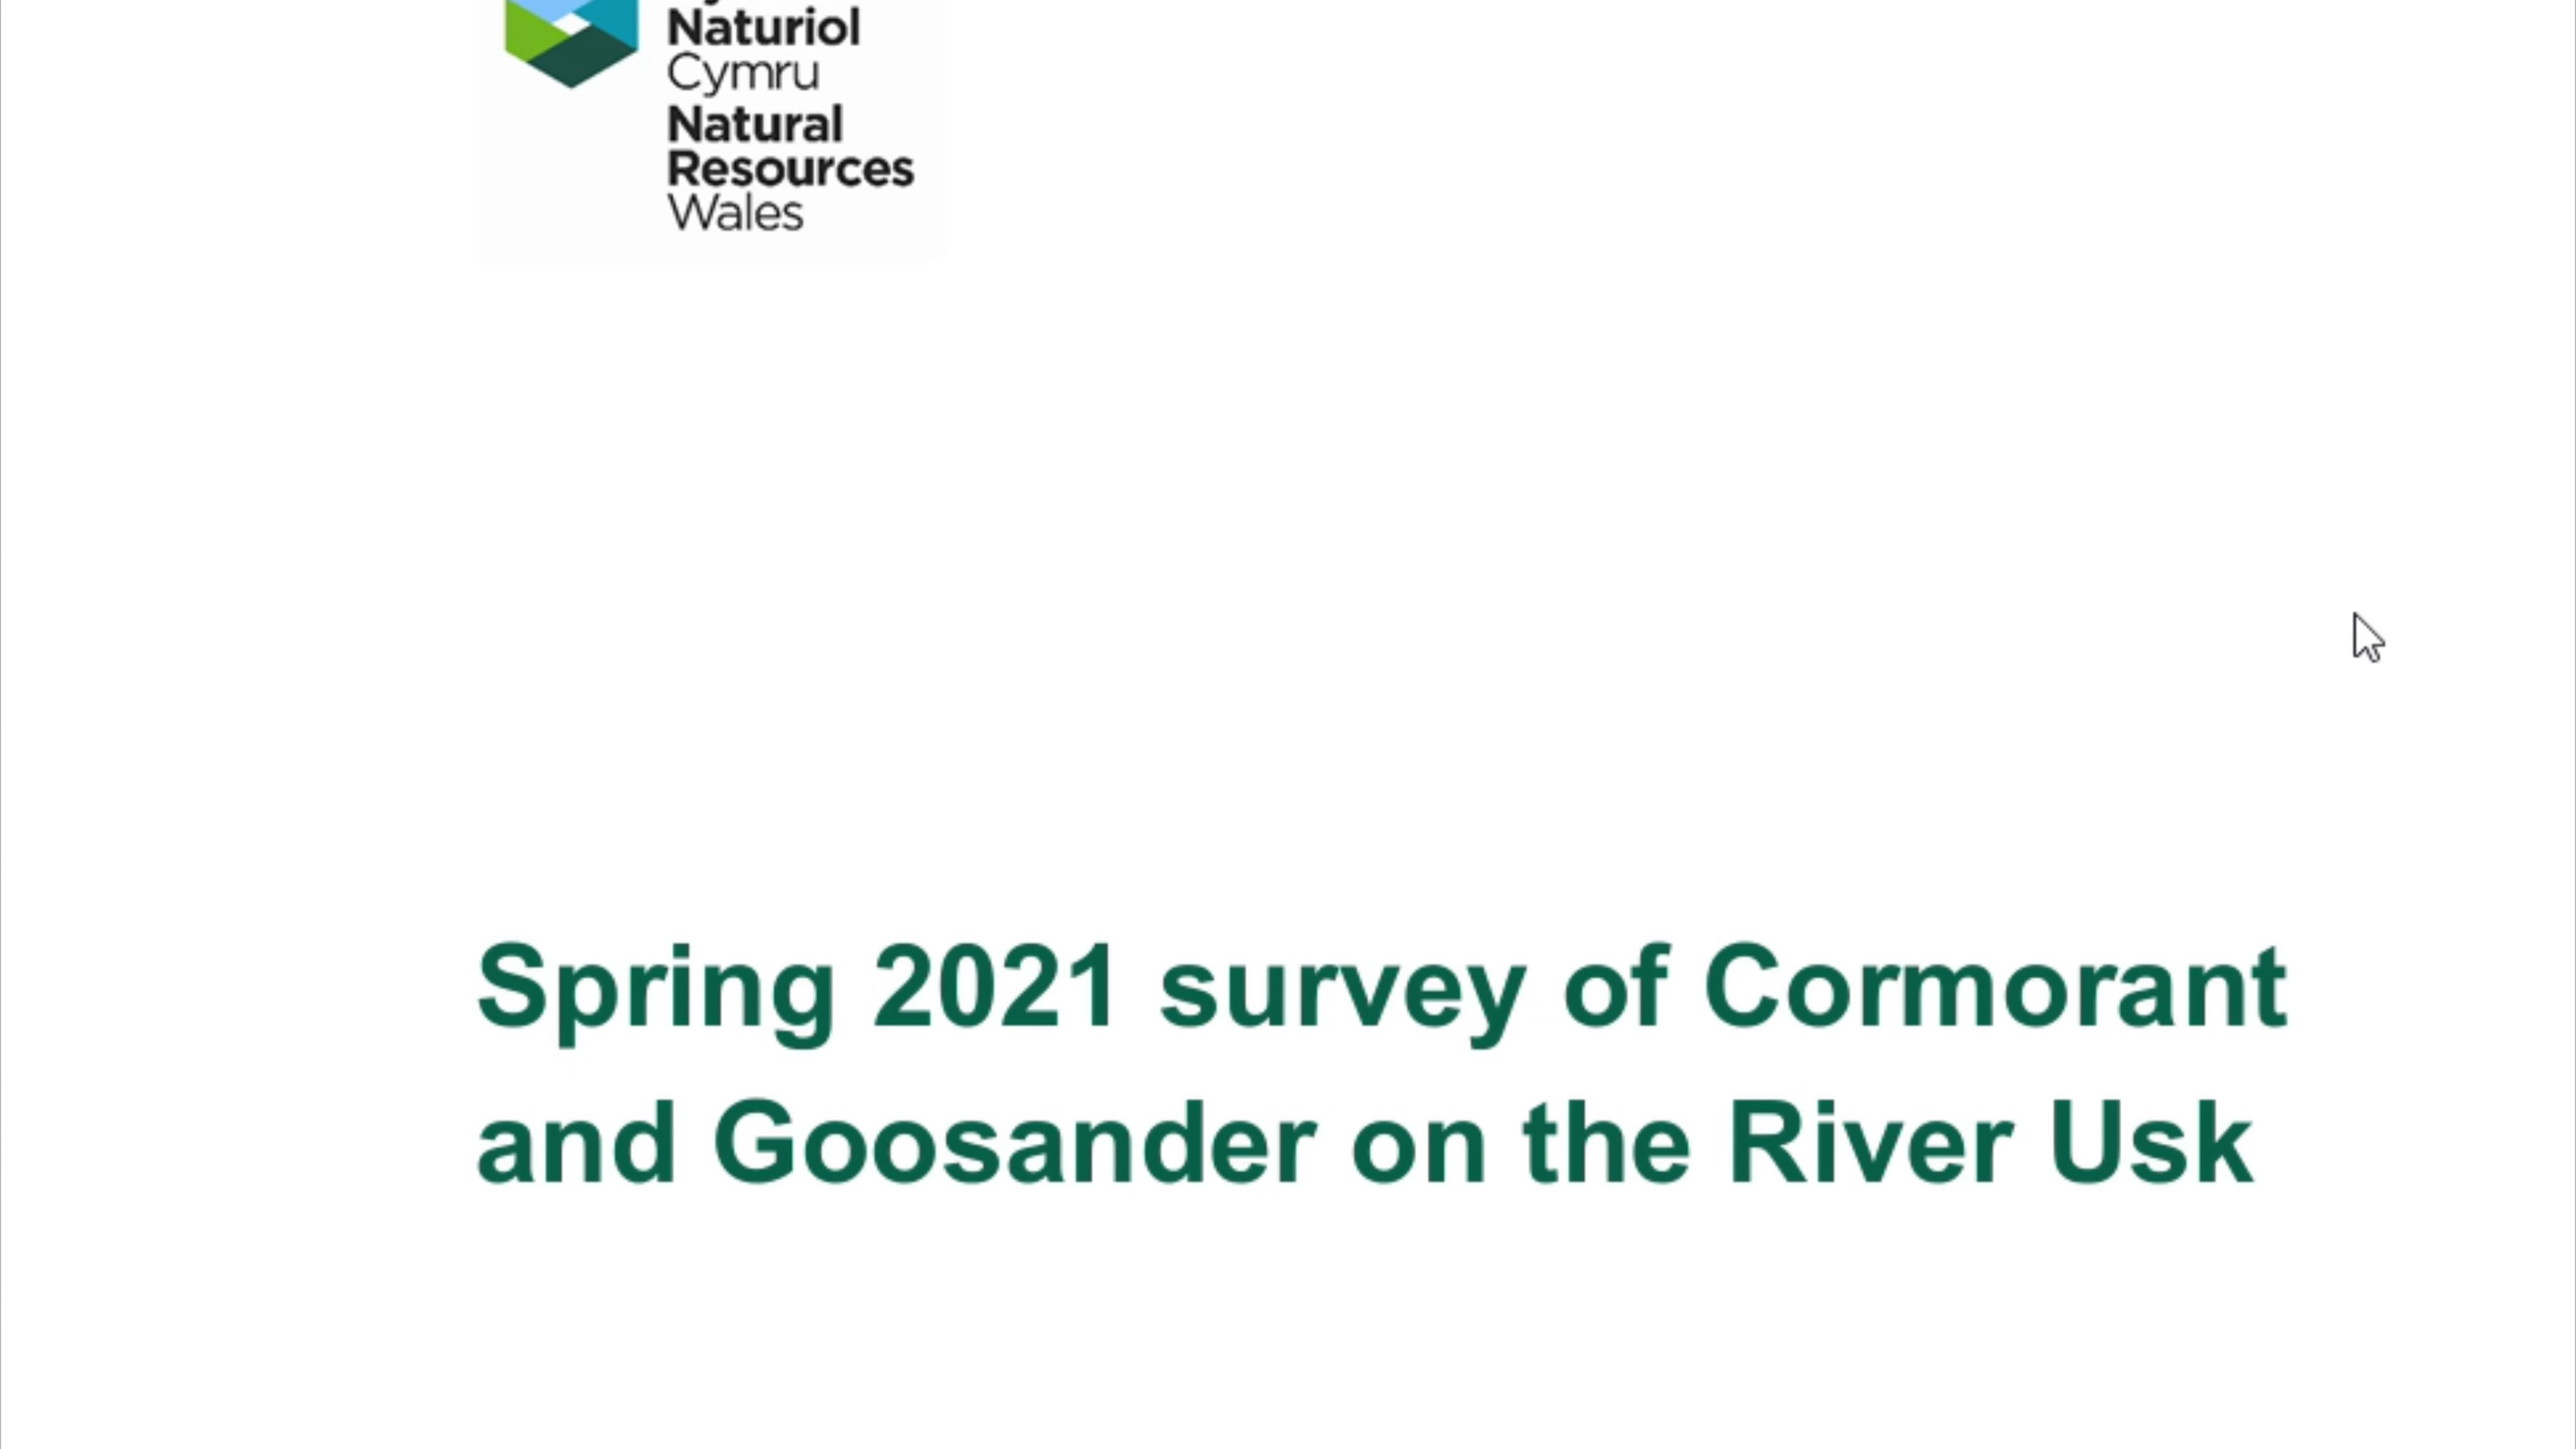 Naturiol
Cymru
Natural
Resources
Wales
Spring 2021 survey of Cormorant
and Goosander on the River Usk